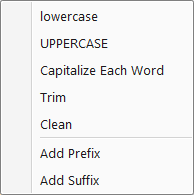 lowercase
UPPERCASE
Capitalize Each Word
Trim
Clean
Add Prefix
Add Suffix